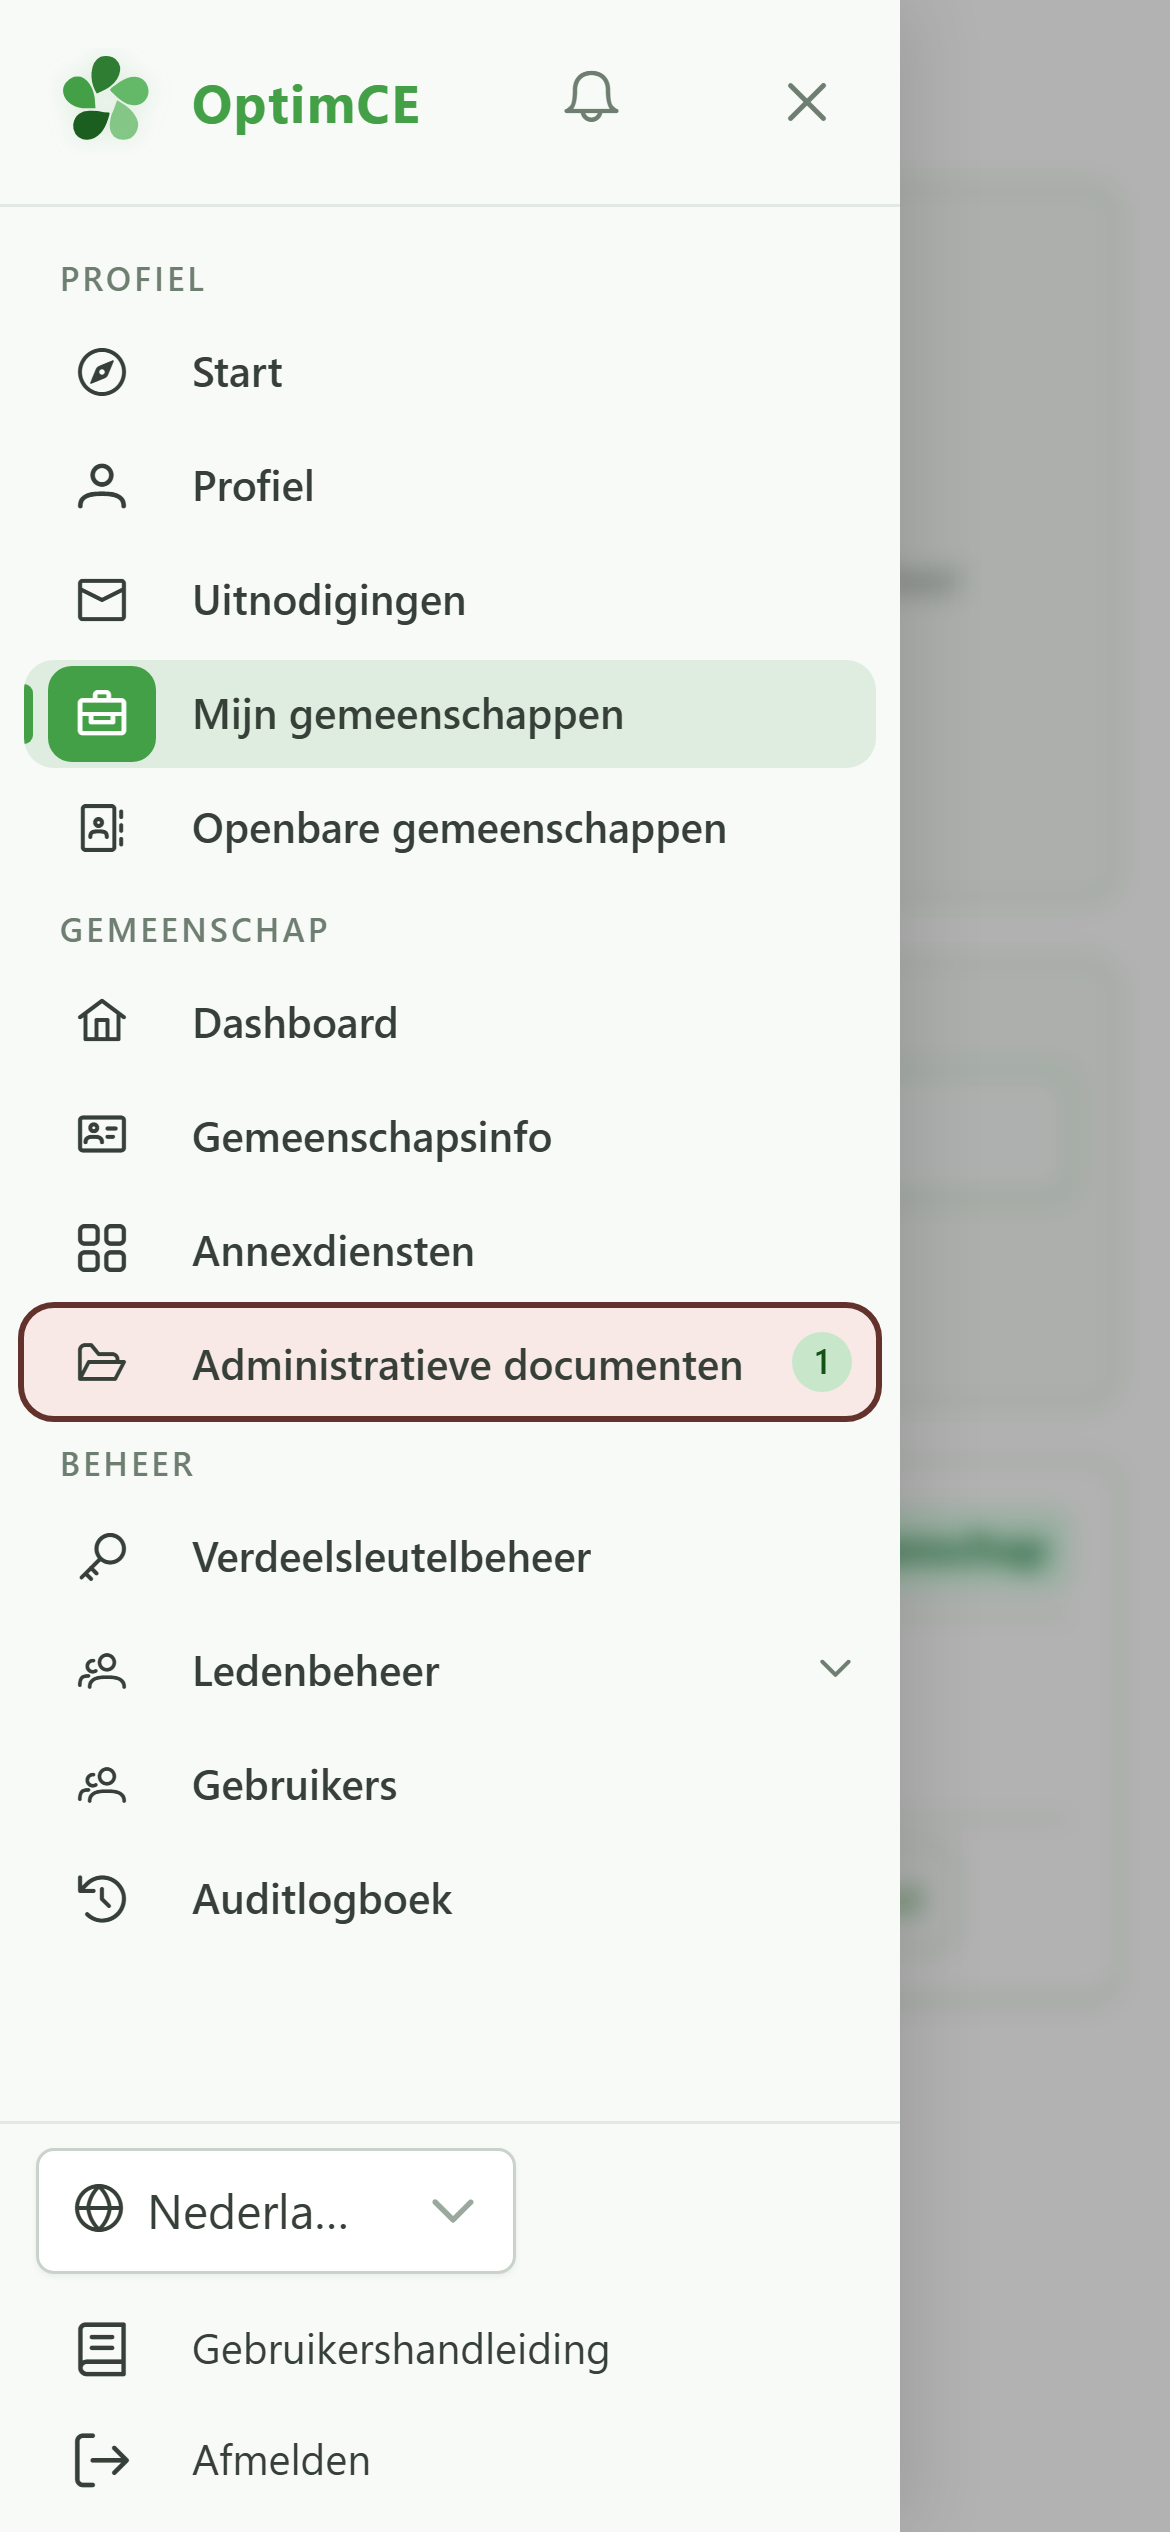 OptimCE
PROFIEL
Start
Profiel
Uitnodigingen
Mijn gemeenschappen
Openbare gemeenschappen
GEMEENSCHAP
Dashboard
Gemeenschapsinfo
Annexdiensten
Administratieve documenten 1
BEHEER
Verdeelsleutelbeheer
Ledenbeheer
Gebruikers
Auditlogboek
Nederla...
Gebruikershandleiding
Afmelden